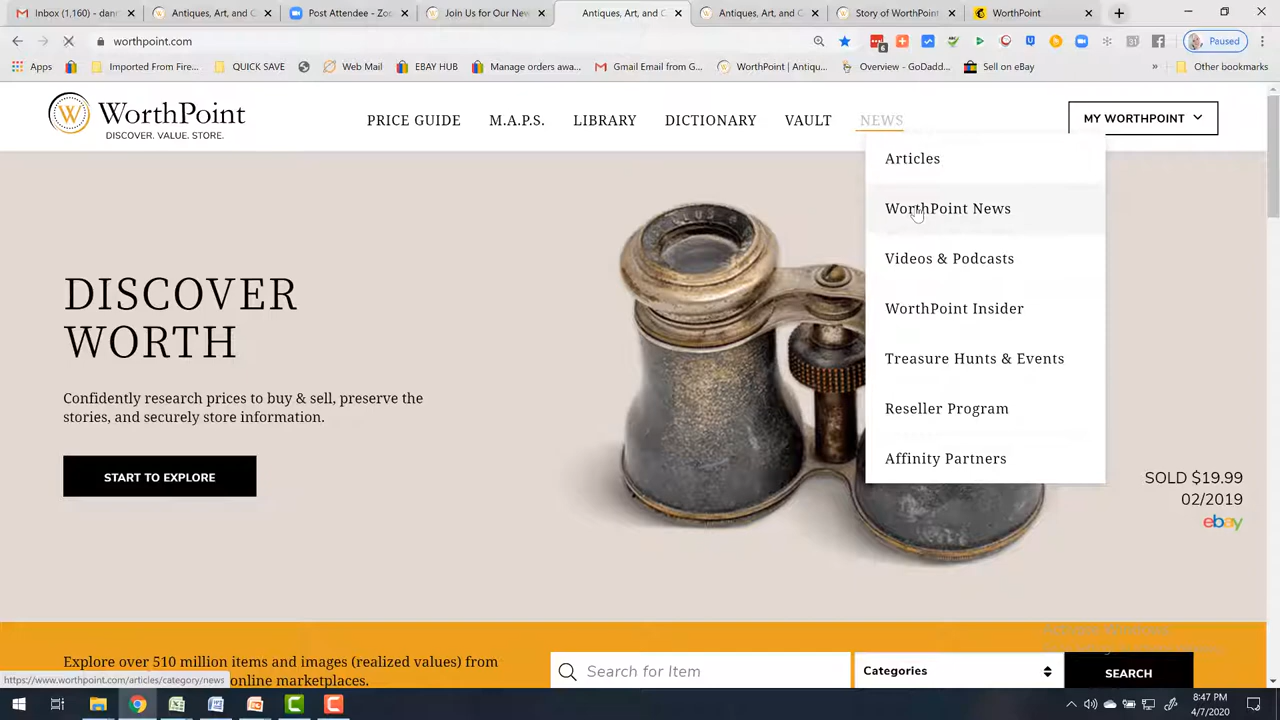 Inbox (1,160) - dann
Antiques, Art, and C
Post Attendee - Zoo
Join Us for Our New
Antiques, Art, and C
Antiques, Art, and C
Story of WorthPoint
WorthPoint
worthpoint.com
6
Paused
Apps
Imported From Fire...
QUICK SAVE
Web Mail
EBAY HUB
Manage orders awa...
Gmail Email from G...
WorthPoint | Antiqu...
Overview - GoDadd...
Sell on eBay
»
Other bookmarks
W
WorthPoint
DISCOVER. VALUE. STORE.
PRICE GUIDE
M.A.P.S.
LIBRARY
DICTIONARY
VAULT
NEWS
MY WORTHPOINT
Articles
WorthPoint News
Videos & Podcasts
WorthPoint Insider
Treasure Hunts & Events
Reseller Program
Affinity Partners
DISCOVER
WORTH
Confidently research prices to buy & sell, preserve the
stories, and securely store information.
START TO EXPLORE
SOLD $19.99
02/2019
ebay
Explore over 510 million items and images (realized values) from
online marketplaces.
Search for Item
Categories
SEARCH
https://www.worthpoint.com/articles/category/news
8:47 PM
4/7/2020